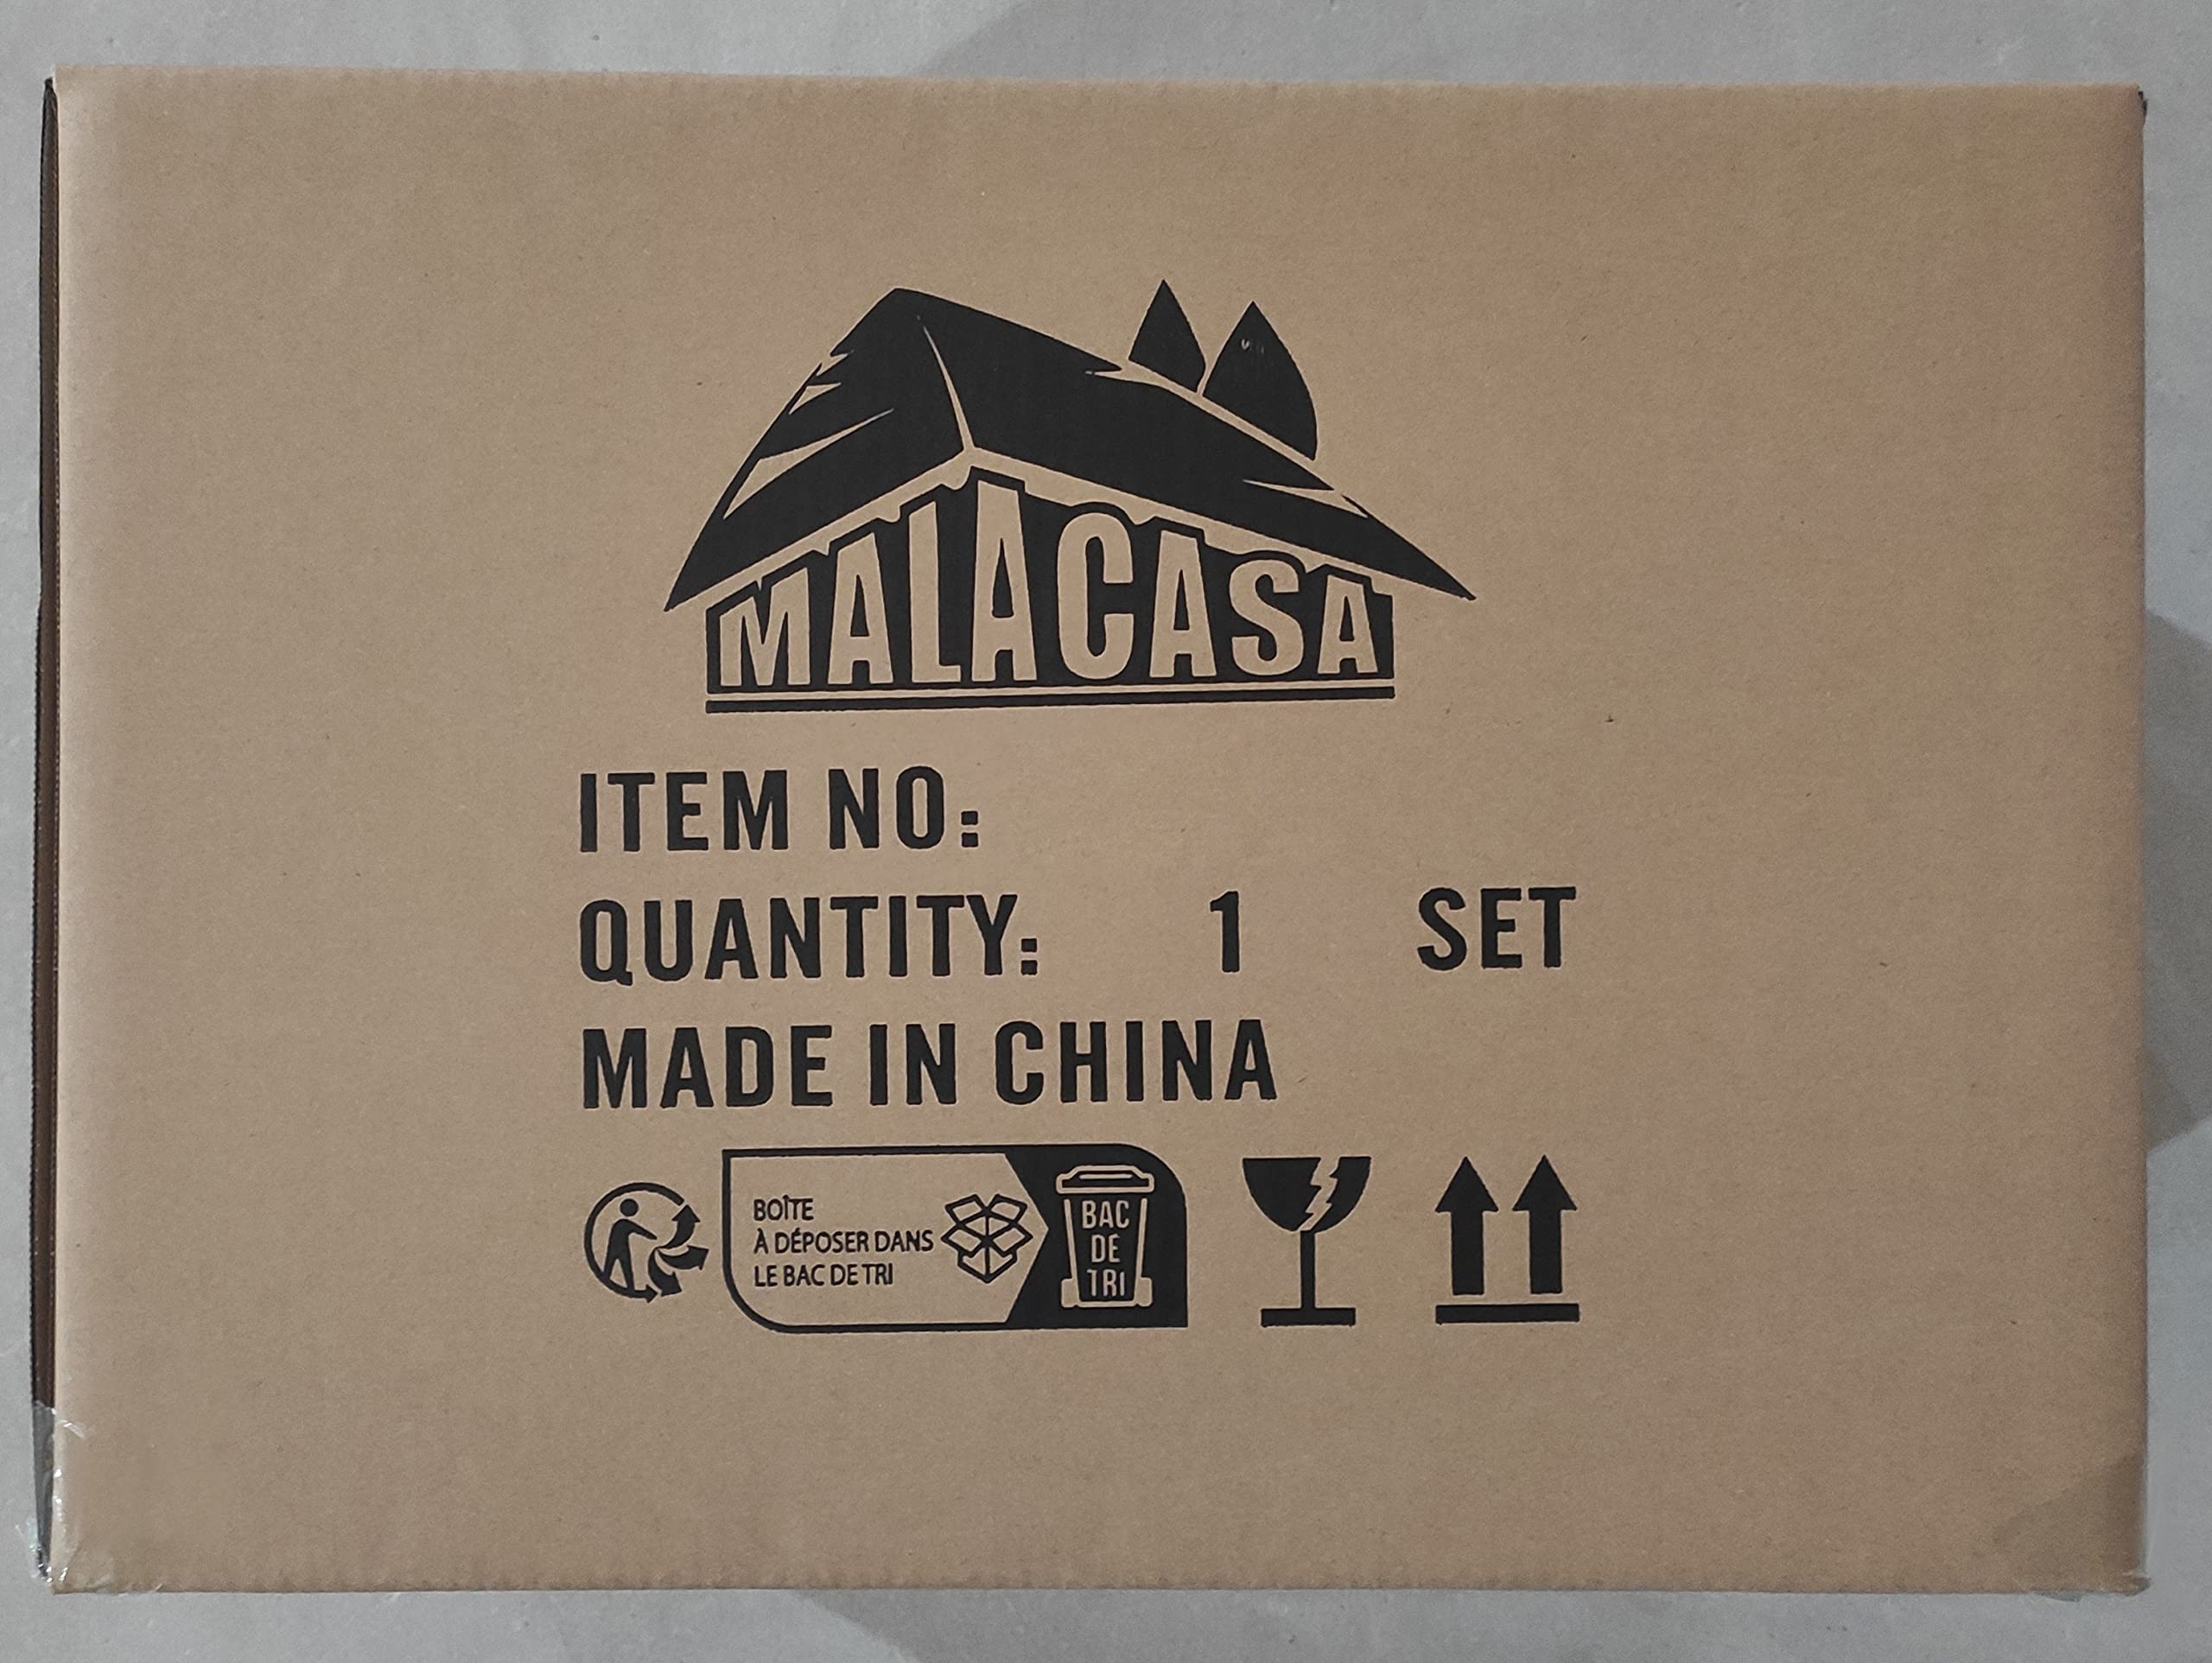 MALACASA
ITEM NO:
QUANTITY: 1 SET
MADE IN CHINA
BOÎTE
À DÉPOSER DANS
LE BAC DE TRI
BAC
DE
TRI